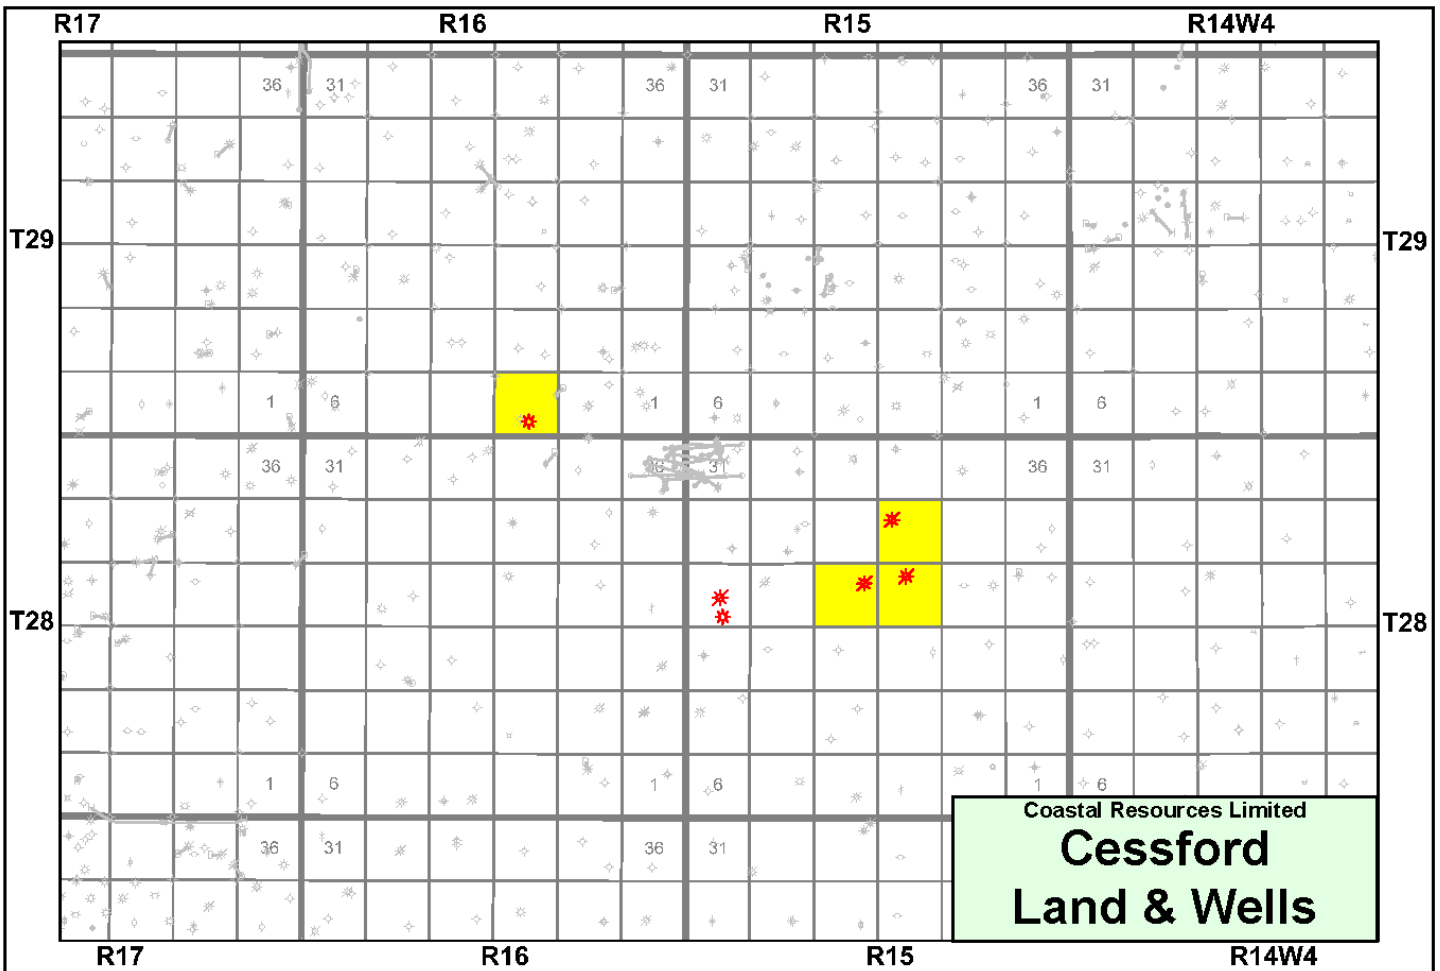 R17 R16 R15 R14W4
36 31 36 31 36 31
T29 T29
1 6 1 6 1 6
36 31 36 31 36 31
T28 T28
1 6 1 6 1 6
36 31 36 31
Coastal Resources Limited
Cessford
Land & Wells
R17 R16 R15 R14W4